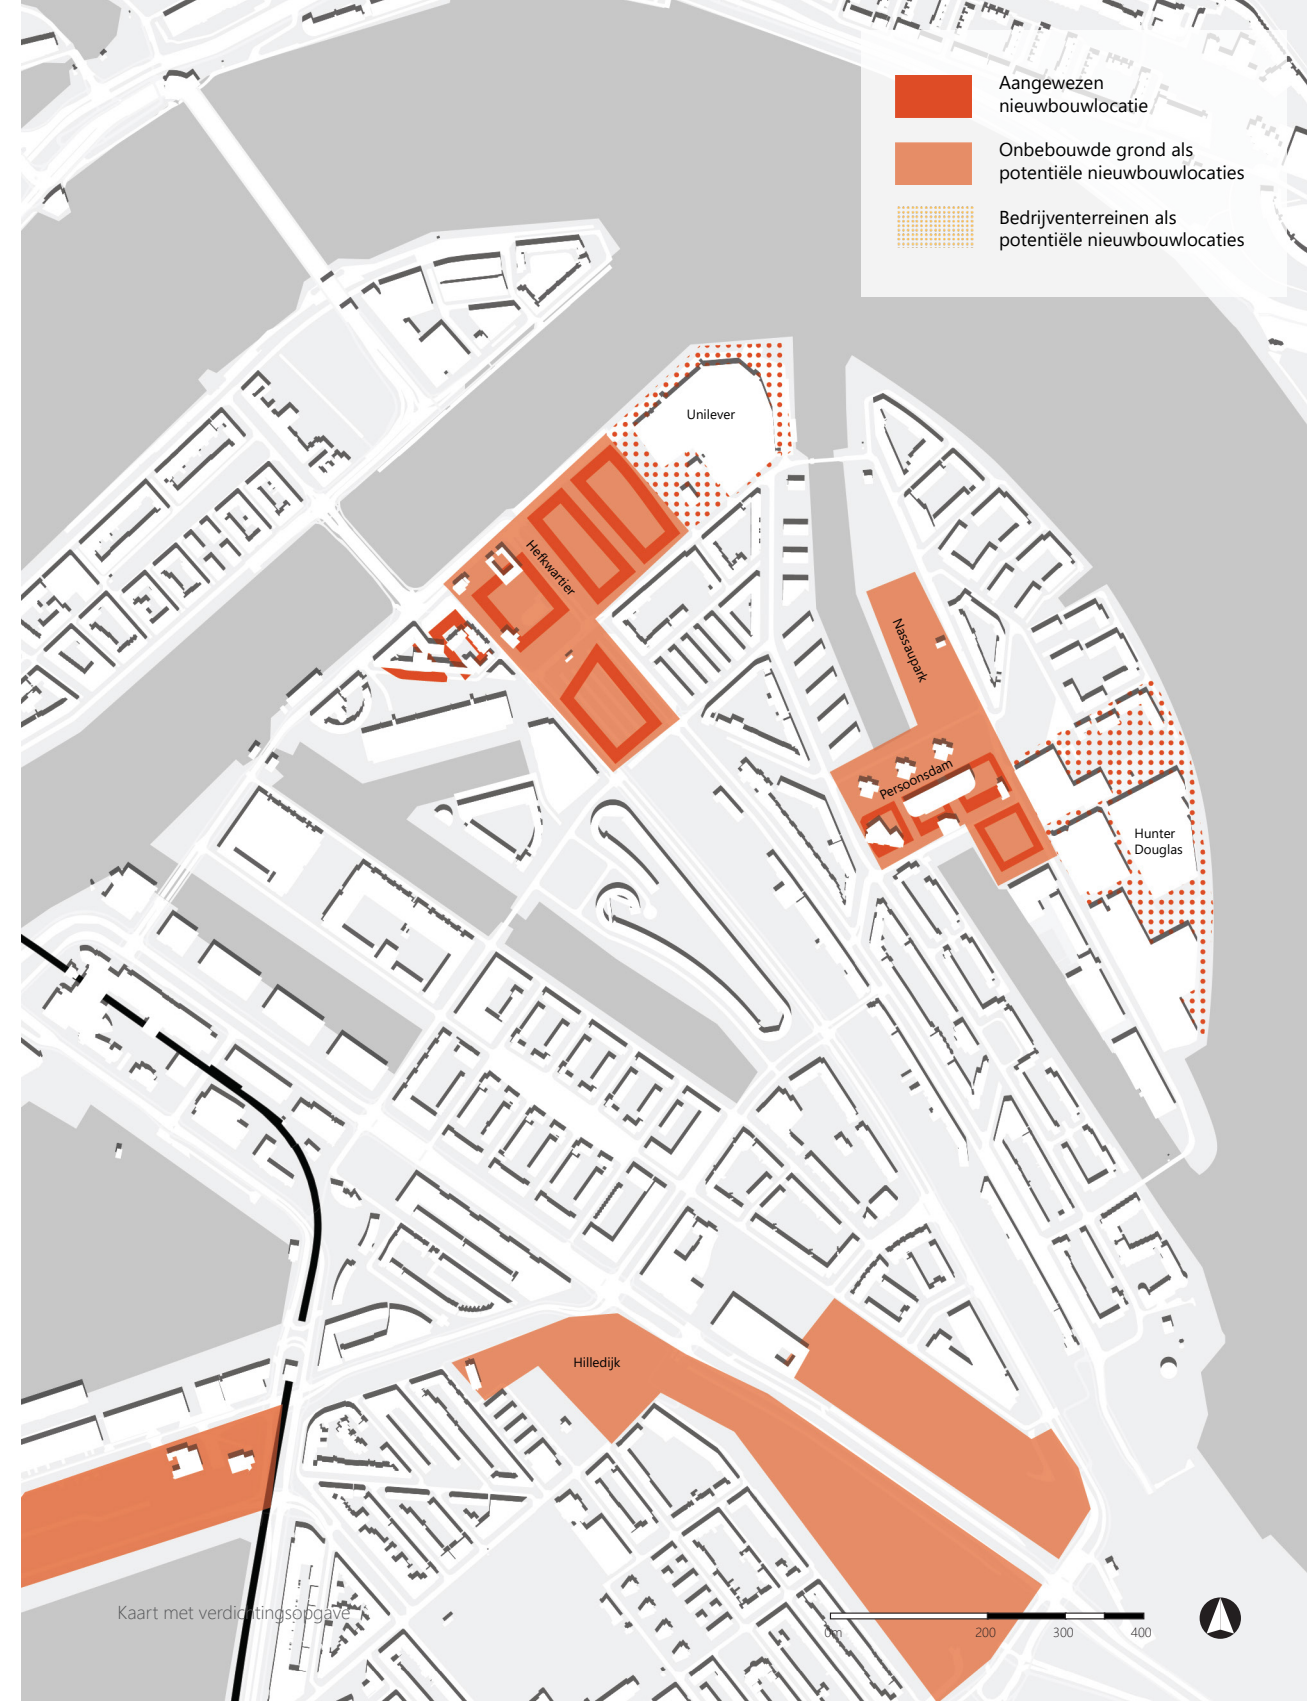 Aangewezen
nieuwbouwlocatie
Onbebouwde grond als
potentiële nieuwbouwlocaties
Bedrijventerreinen als
potentiële nieuwbouwlocaties
Unilever
Hefkwartier
Nassaupark
Persoonsdam
Hunter
Douglas
Hilledijk
Kaart met verdichtingsopgave
0m 200 300 400